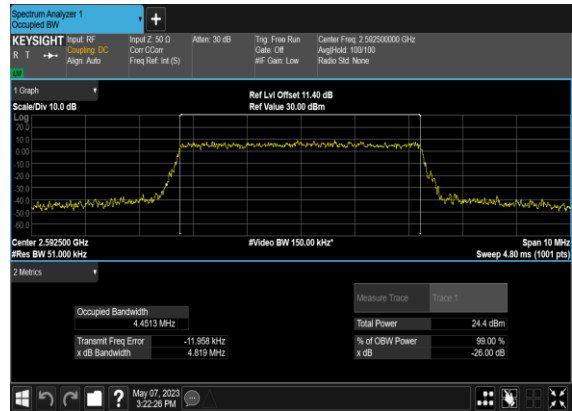 Spectrum Analyzer 1
Occupied BW
+
KEYSIGHT Input: RF Input Z: 50 Ω Atten: 30 dB Trig: Free Run Center Freq: 2.592500000 GHz
R T Coupling: DC Corr CCorr Gate: Off Avg|Hold: 100/100
Align: Auto Freq Ref: Int (S) #IF Gain: Low Radio Std: None
1 Graph
Ref Lvl Offset 11.40 dB
Scale/Div 10.0 dB Ref Value 30.00 dBm
Log
20.0
10.0
0.00
-10.0
-20.0
-30.0
-40.0
-50.0
-60.0
Center 2.592500 GHz #Video BW 150.00 kHz* Span 10 MHz
#Res BW 51.000 kHz Sweep 4.80 ms (1001 pts)
2 Metrics
Measure Trace Trace 1
Occupied Bandwidth
4.4513 MHz Total Power 24.4 dBm
Transmit Freq Error -11.958 kHz % of OBW Power 99.00 %
x dB Bandwidth 4.819 MHz x dB -26.00 dB
? May 07, 2023
3:22:26 PM